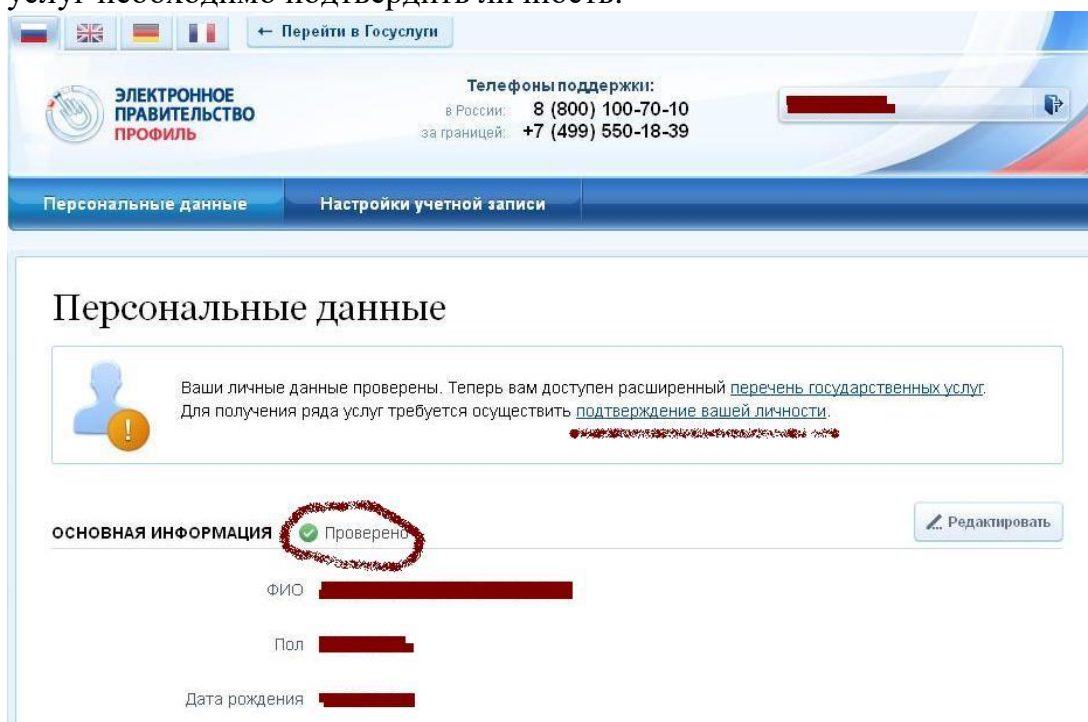 услуг необходимо подтвердить личность.
← Перейти в Госуслуги
ЭЛЕКТРОННОЕ
ПРАВИТЕЛЬСТВО
ПРОФИЛЬ
Телефоны поддержки:
в России: 8 (800) 100-70-10
за границей: +7 (499) 550-18-39
Персональные данные Настройки учетной записи
Персональные данные
Ваши личные данные проверены. Теперь вам доступен расширенный перечень государственных услуг.
Для получения ряда услуг требуется осуществить подтверждение вашей личности.
ОСНОВНАЯ ИНФОРМАЦИЯ Проверено
Редактировать
ФИО
Пол
Дата рождения